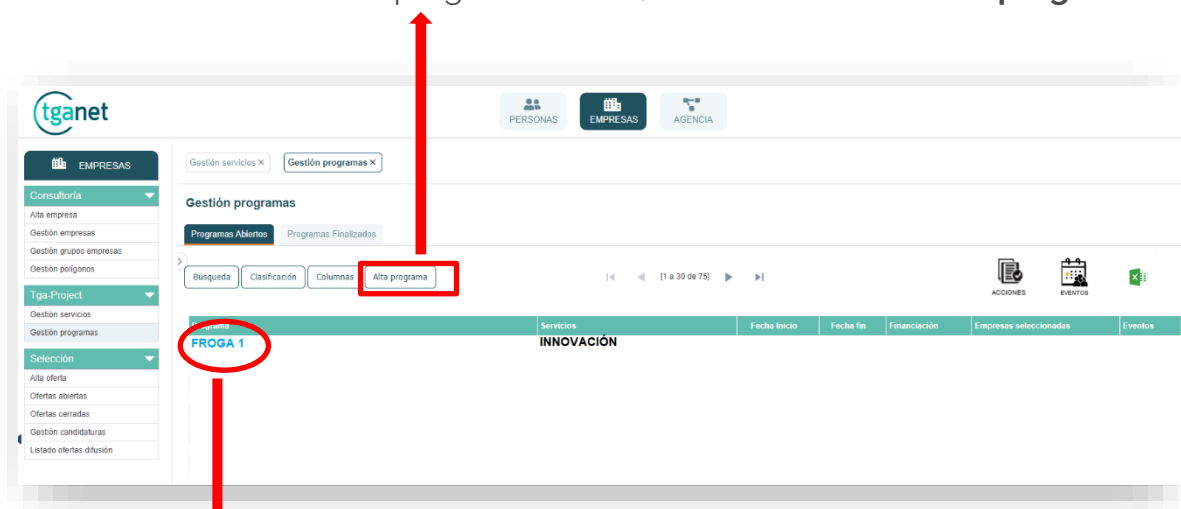 tganet
PERSONAS
EMPRESAS
AGENCIA
EMPRESAS
Gestión servicios ×
Gestión programas ×
Consultoría
Alta empresa
Gestión empresas
Gestión grupos empresas
Gestión polígonos
Tga-Project
Gestión servicios
Gestión programas
Selección
Alta oferta
Ofertas abiertas
Ofertas cerradas
Gestión candidaturas
Listado ofertas difusión
Gestión programas
Programas Abiertos
Programas Finalizados
Búsqueda
Clasificación
Columnas
Alta programa
[1 a 30 de 75]
ACCIONES
EVENTOS
Programa
Servicios
Fecha Inicio
Fecha fin
Financiación
Empresas seleccionadas
Eventos
FROGA 1
INNOVACIÓN